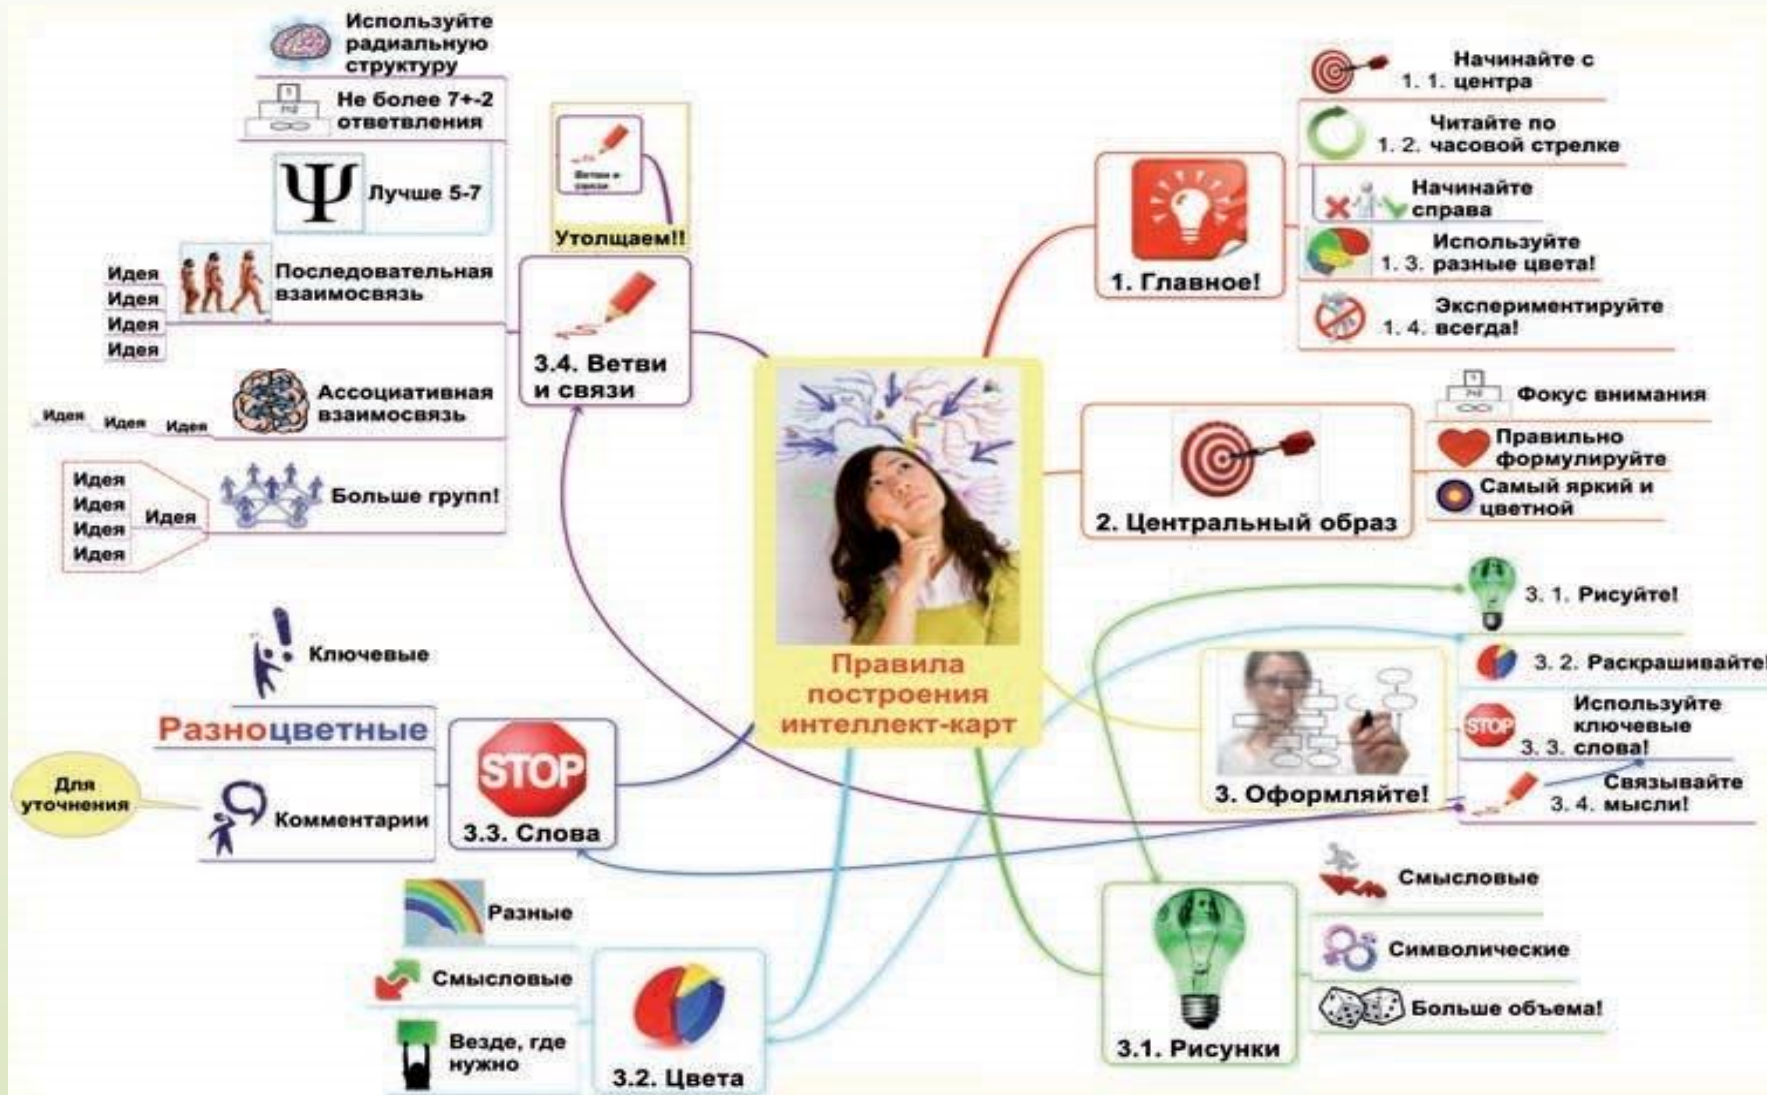 Правила
построения
интеллект-карт
1. Главное!
1. 1. Начинайте с
центра
1. 2. Читайте по
часовой стрелке
Начинайте
справа
1. 3. Используйте
разные цвета!
1. 4. Экспериментируйте
всегда!
2. Центральный образ
Фокус внимания
Правильно
формулируйте
Самый яркий и
цветной
3. Оформляйте!
3. 1. Рисуйте!
3. 2. Раскрашивайте!
3. 3. Используйте
ключевые
слова!
3. 4. Связывайте
мысли!
3.1. Рисунки
Смысловые
Символические
Больше объема!
3.2. Цвета
Разные
Смысловые
Везде, где
нужно
STOP
3.3. Слова
Ключевые
Разноцветные
Комментарии
Для
уточнения
3.4. Ветви
и связи
Ветви и
связи
Утолщаем!!
Используйте
радиальную
структуру
Не более 7+-2
ответвления
Ψ
Лучше 5-7
Последовательная
взаимосвязь
Идея
Идея
Идея
Идея
Ассоциативная
взаимосвязь
Идея
Идея
Идея
Больше групп!
Идея
Идея
Идея
Идея
Идея
STOP